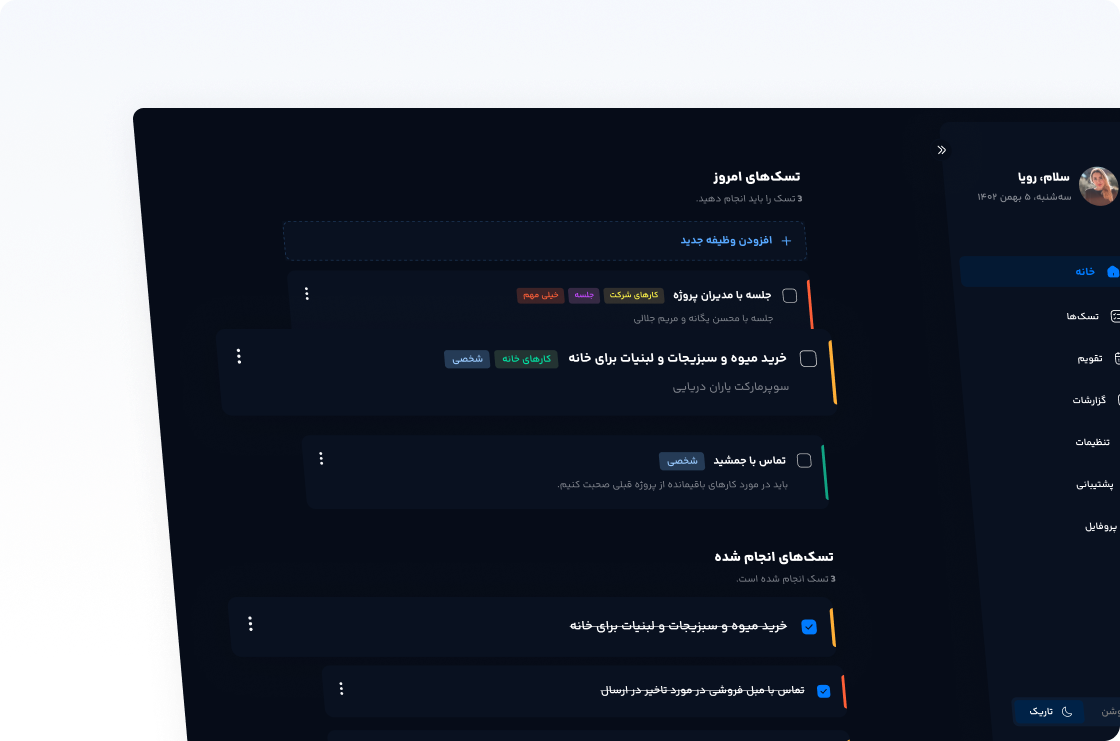 سلام، رویا
سه‌شنبه، ۵ بهمن ۱۴۰۲
خانه
تسک‌ها
تقویم
گزارشات
تنظیمات
پشتیبانی
پروفایل
تاریک
تسک‌های امروز
3 تسک را باید انجام دهید.
افزودن وظیفه جدید
جلسه با مدیران پروژه کارهای شرکت جلسه خیلی مهم
جلسه با محسن یگانه و مریم جلالی
خرید میوه و سبزیجات و لبنیات برای خانه کارهای خانه شخصی
سوپرمارکت یاران دریایی
تماس با جمشید شخصی
باید در مورد کارهای باقیمانده از پروژه قبلی صحبت کنیم.
تسک‌های انجام شده
3 تسک انجام شده است.
خرید میوه و سبزیجات و لبنیات برای خانه
تماس با مبل فروشی در مورد تاخیر در ارسال